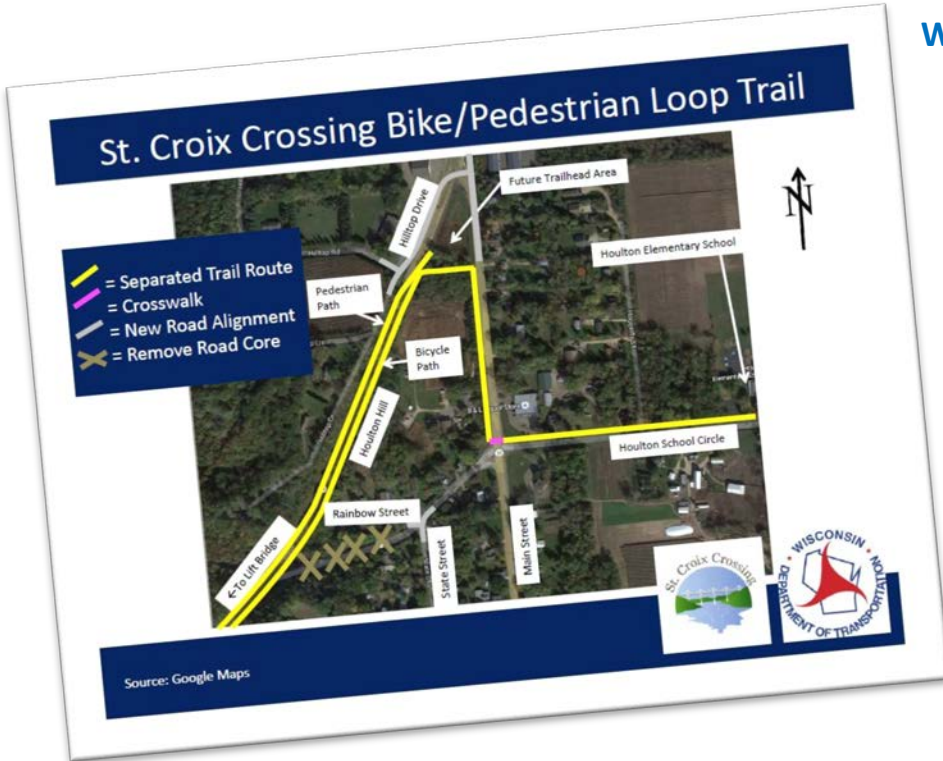 W
St. Croix Crossing Bike/Pedestrian Loop Trail
Future Trailhead Area
Hilltop Drive
N
Houlton Elementary School
= Separated Trail Route
= Crosswalk
= New Road Alignment
= Remove Road Core
Pedestrian
Path
Bicycle
Path
Houlton Hill
Houlton School Circle
Rainbow Street
←To Lift Bridge
State Street
Main Street
St. Croix Crossing
WISCONSIN
DEPARTMENT OF TRANSPORTATION
Source: Google Maps